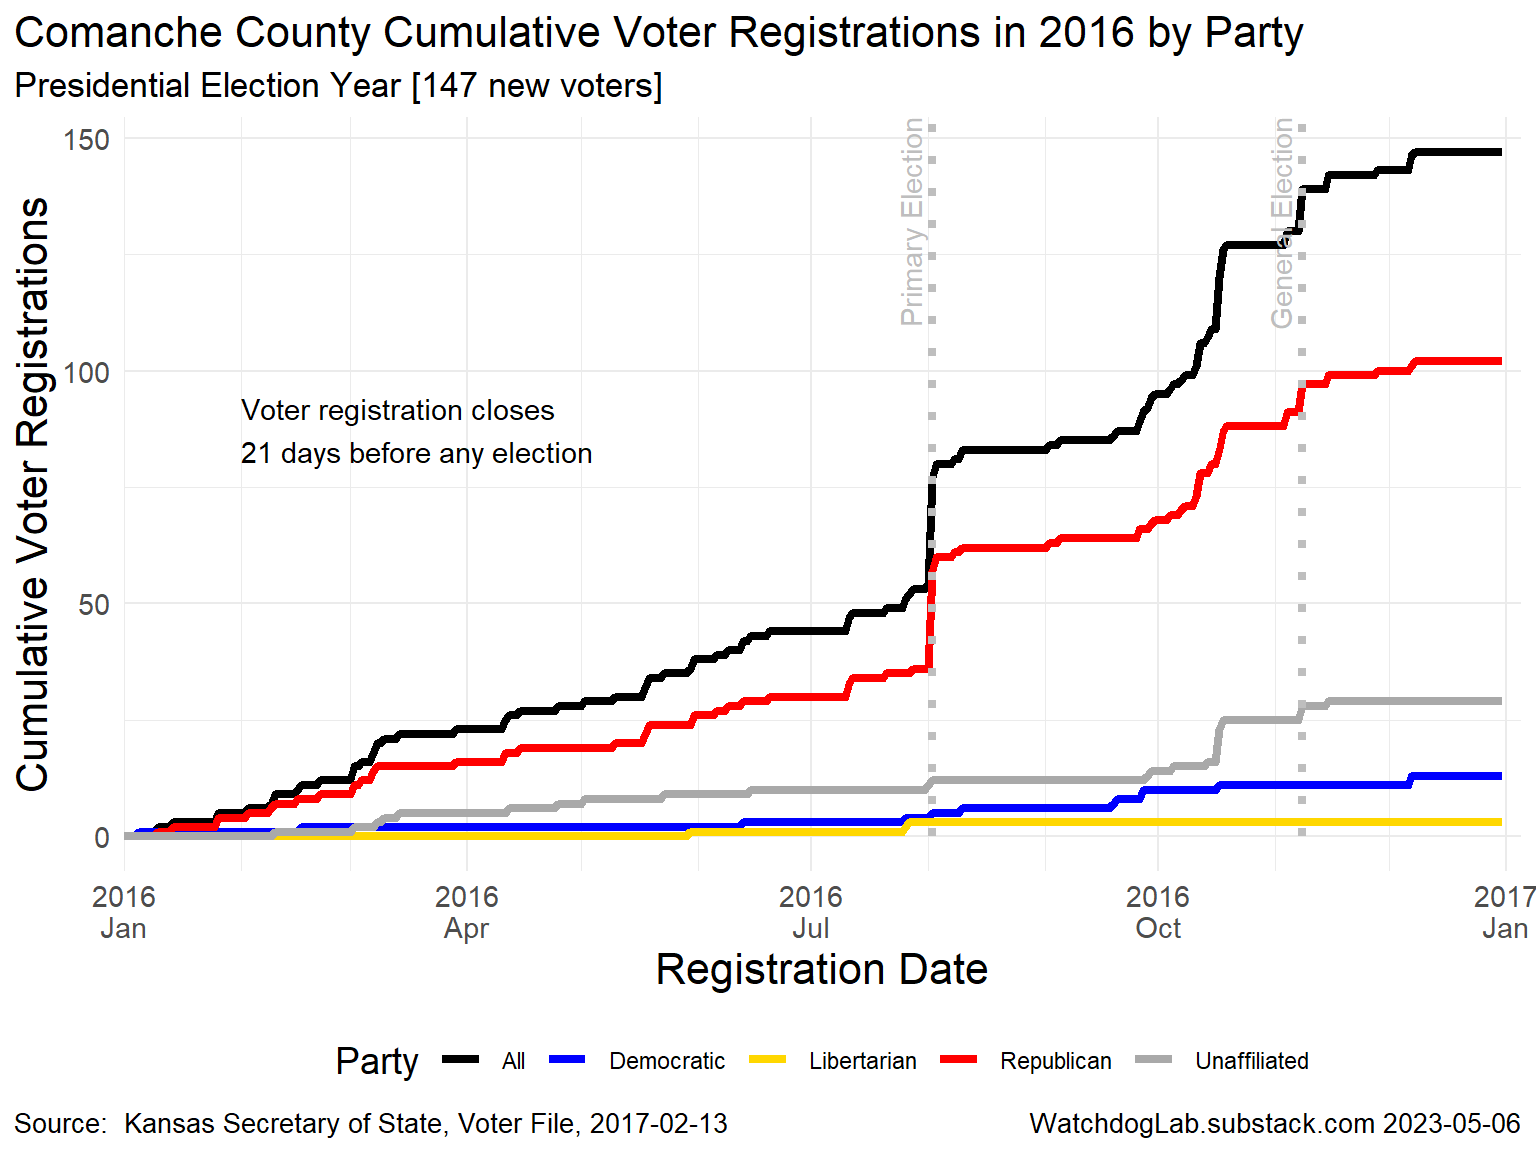 Comanche County Cumulative Voter Registrations in 2016 by Party
Presidential Election Year [147 new voters]
Cumulative Voter Registrations
150
100
50
0
Primary Election
General Election
Voter registration closes
21 days before any election
2016
Jan
2016
Apr
2016
Jul
2016
Oct
2017
Jan
Registration Date
Party
All
Democratic
Libertarian
Republican
Unaffiliated
Source:  Kansas Secretary of State, Voter File, 2017-02-13
WatchdogLab.substack.com 2023-05-06